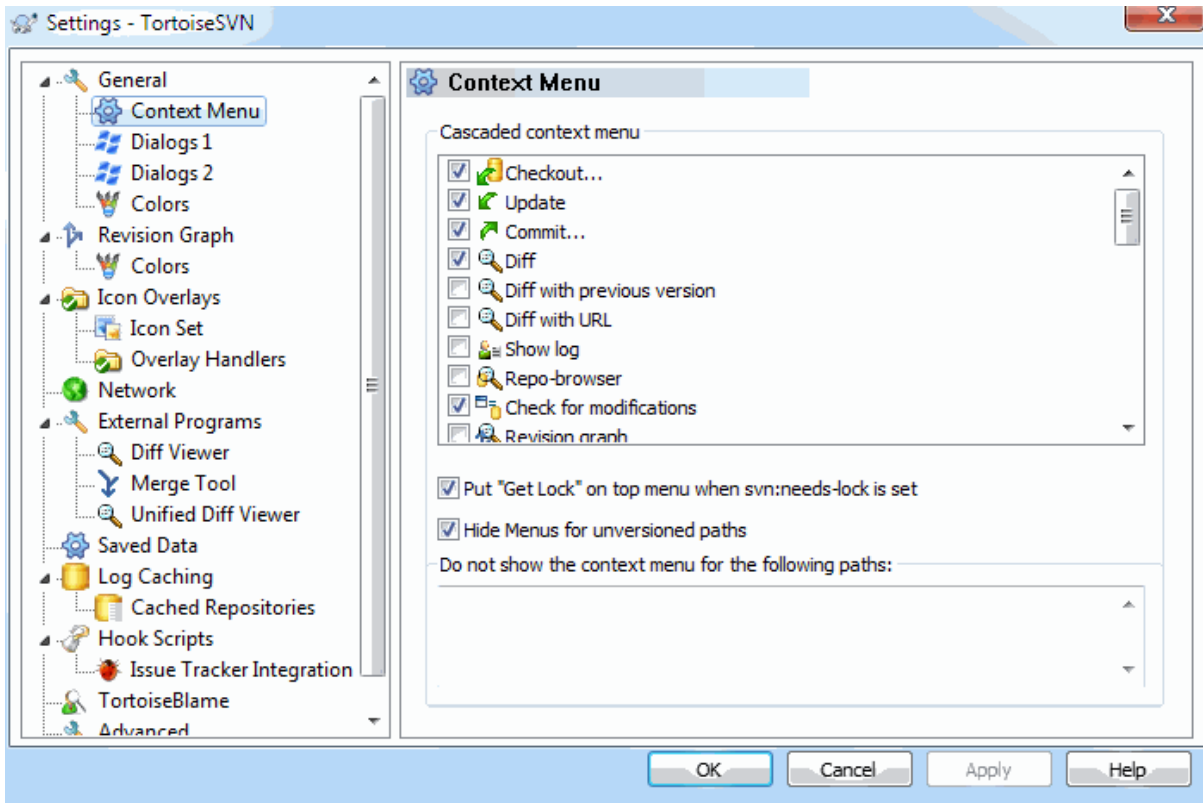 Settings - TortoiseSVN
General
Context Menu
Dialogs 1
Dialogs 2
Colors
Revision Graph
Colors
Icon Overlays
Icon Set
Overlay Handlers
Network
External Programs
Diff Viewer
Merge Tool
Unified Diff Viewer
Saved Data
Log Caching
Cached Repositories
Hook Scripts
Issue Tracker Integration
TortoiseBlame
Advanced
Context Menu
Cascaded context menu
Checkout...
Update
Commit...
Diff
Diff with previous version
Diff with URL
Show log
Repo-browser
Check for modifications
Revision graph
Put "Get Lock" on top menu when svn:needs-lock is set
Hide Menus for unversioned paths
Do not show the context menu for the following paths:
OK
Cancel
Apply
Help